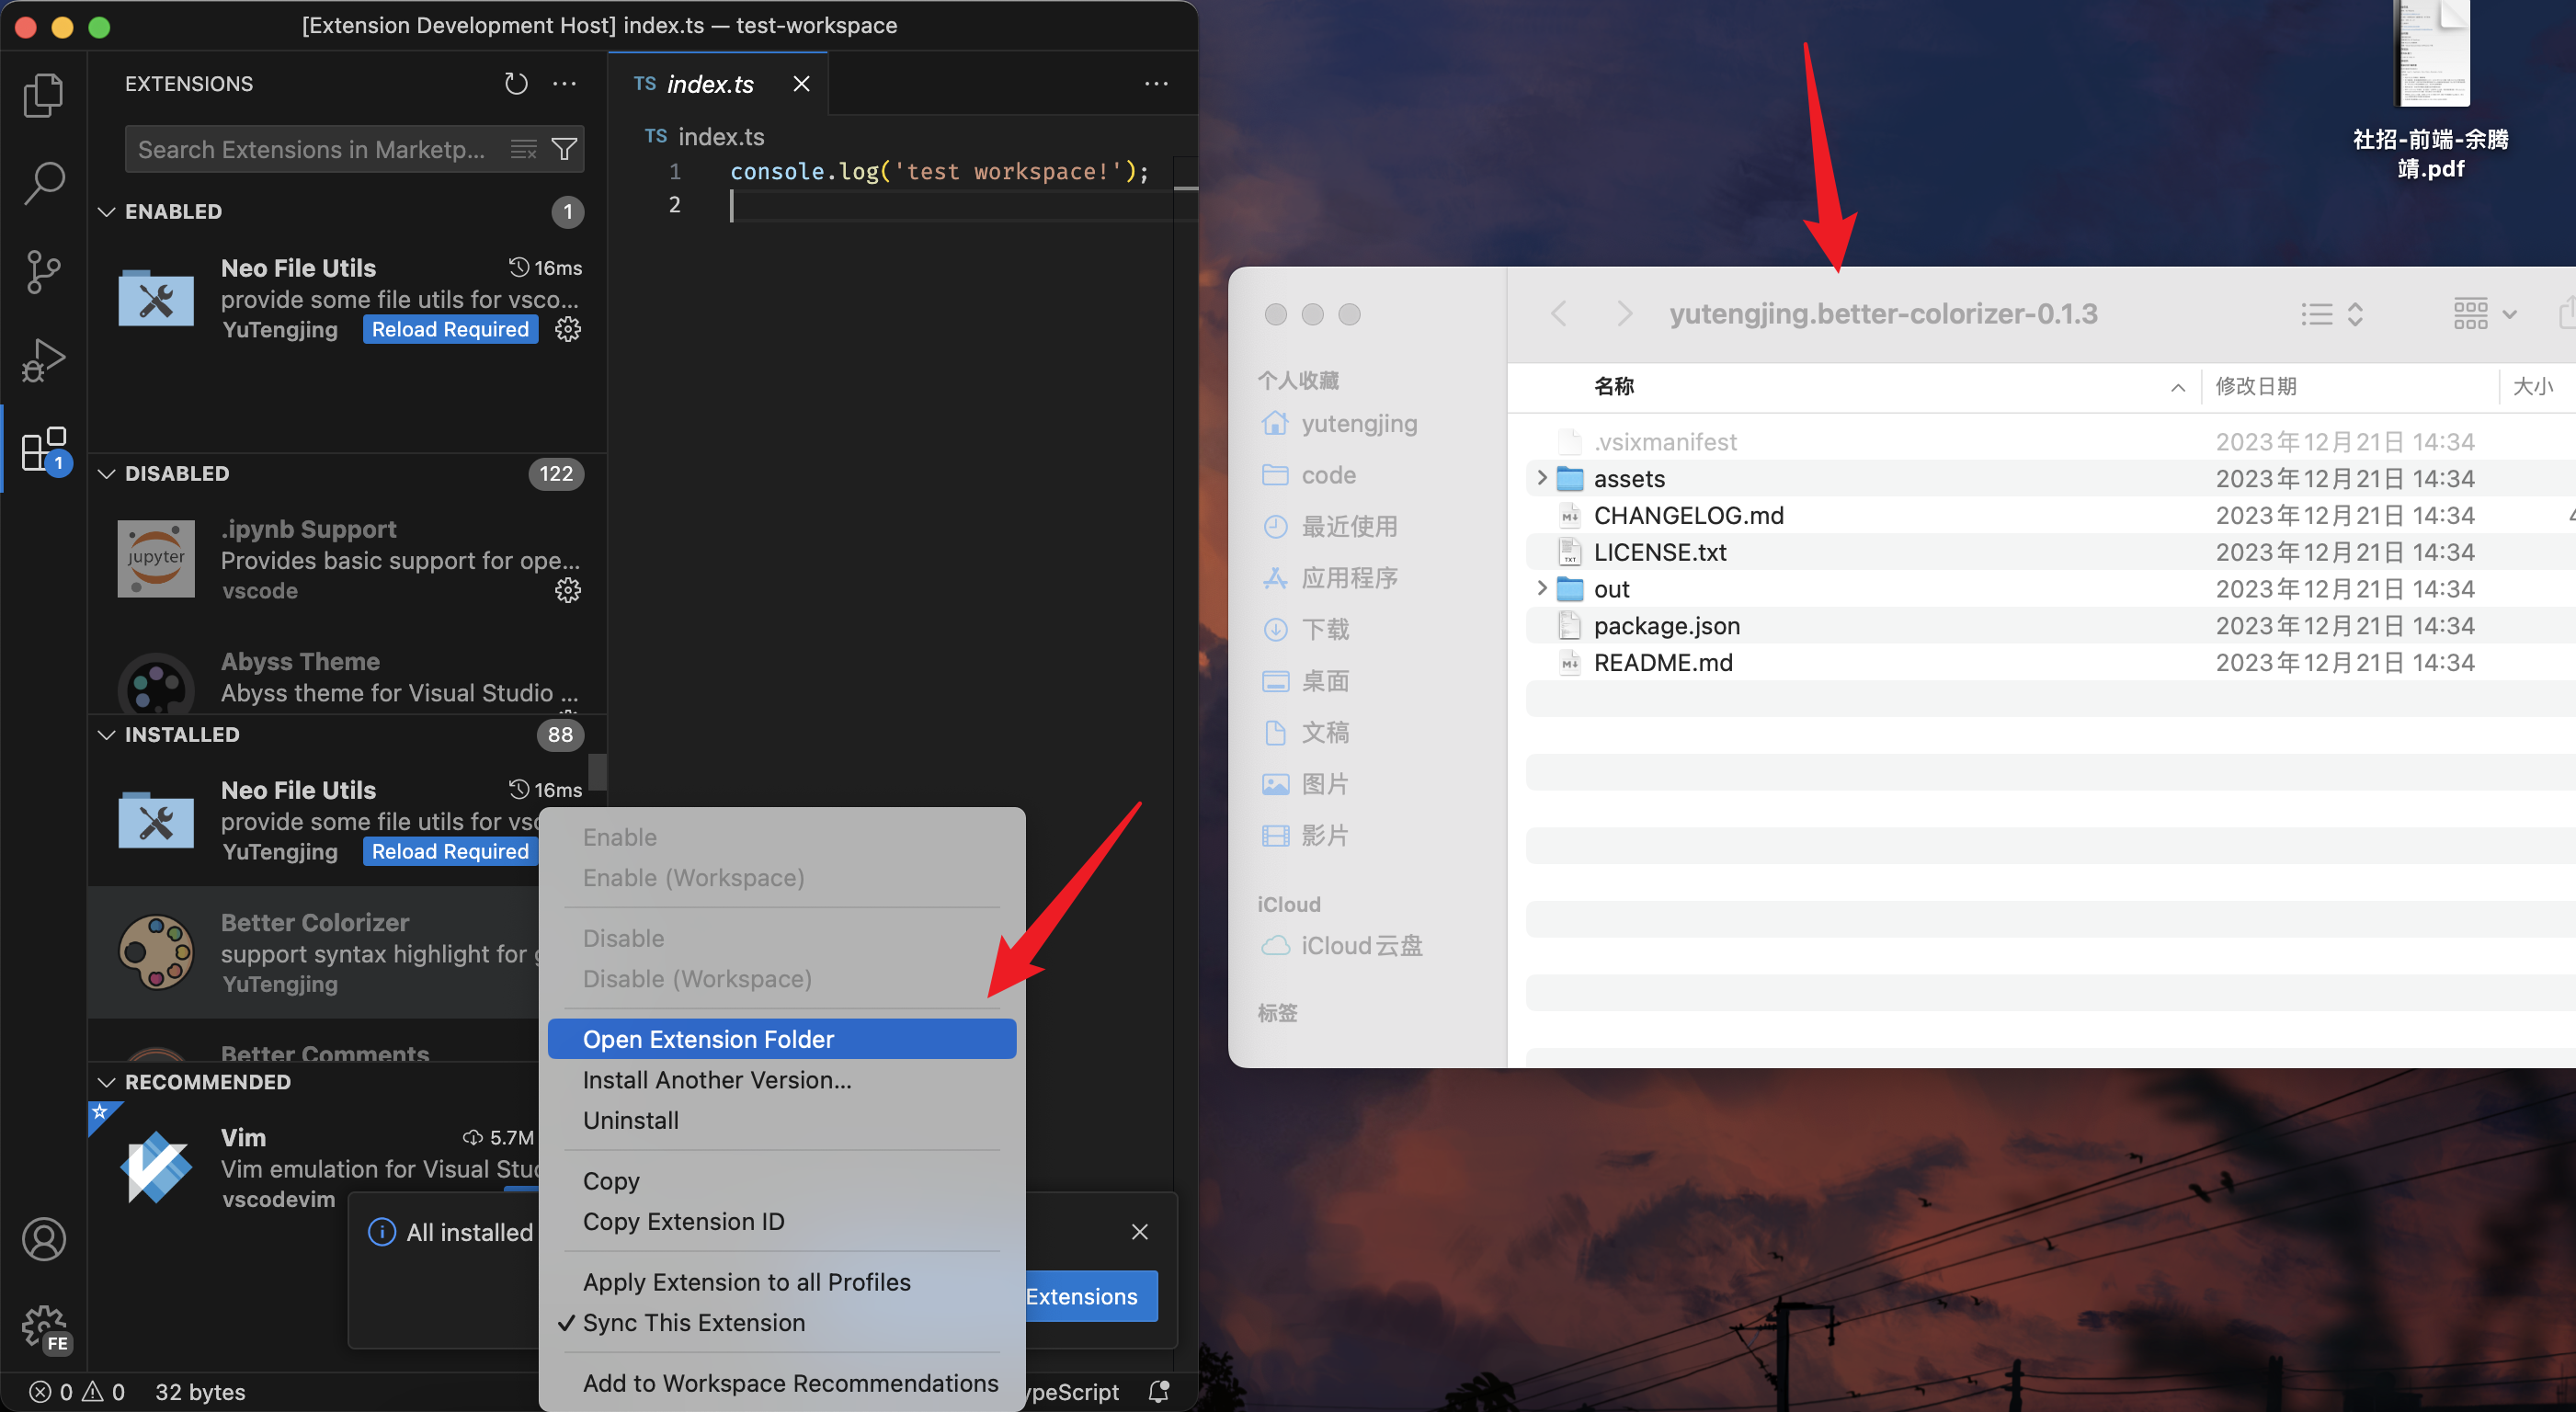 [Extension Development Host] index.ts — test-workspace
EXTENSIONS
Search Extensions in Marketp...
ENABLED
1
Neo File Utils
16ms
provide some file utils for vsco...
YuTengjing
Reload Required
1
DISABLED
122
.ipynb Support
Provides basic support for ope...
vscode
jupyter
Abyss Theme
Abyss theme for Visual Studio ...
INSTALLED
88
Neo File Utils
16ms
provide some file utils for vsc
YuTengjing
Reload Required
Better Colorizer
support syntax highlight for g
YuTengjing
Better Comments
RECOMMENDED
Vim
5.7M
Vim emulation for Visual Stu
vscodevim
FE
TS index.ts
TS index.ts
1 console.log('test workspace!');
2
All installed
Extensions
Enable
Enable (Workspace)
Disable
Disable (Workspace)
Open Extension Folder
Install Another Version...
Uninstall
Copy
Copy Extension ID
Apply Extension to all Profiles
✓ Sync This Extension
Add to Workspace Recommendations
0 0 32 bytes
ypeScript
社招-前端-余腾
靖.pdf
yutengjing.better-colorizer-0.1.3
个人收藏
yutengjing
code
最近使用
应用程序
下载
桌面
文稿
图片
影片
iCloud
iCloud云盘
标签
名称 修改日期 大小
.vsixmanifest 2023年12月21日 14:34
assets 2023年12月21日 14:34
CHANGELOG.md 2023年12月21日 14:34
LICENSE.txt 2023年12月21日 14:34
out 2023年12月21日 14:34
package.json 2023年12月21日 14:34
README.md 2023年12月21日 14:34